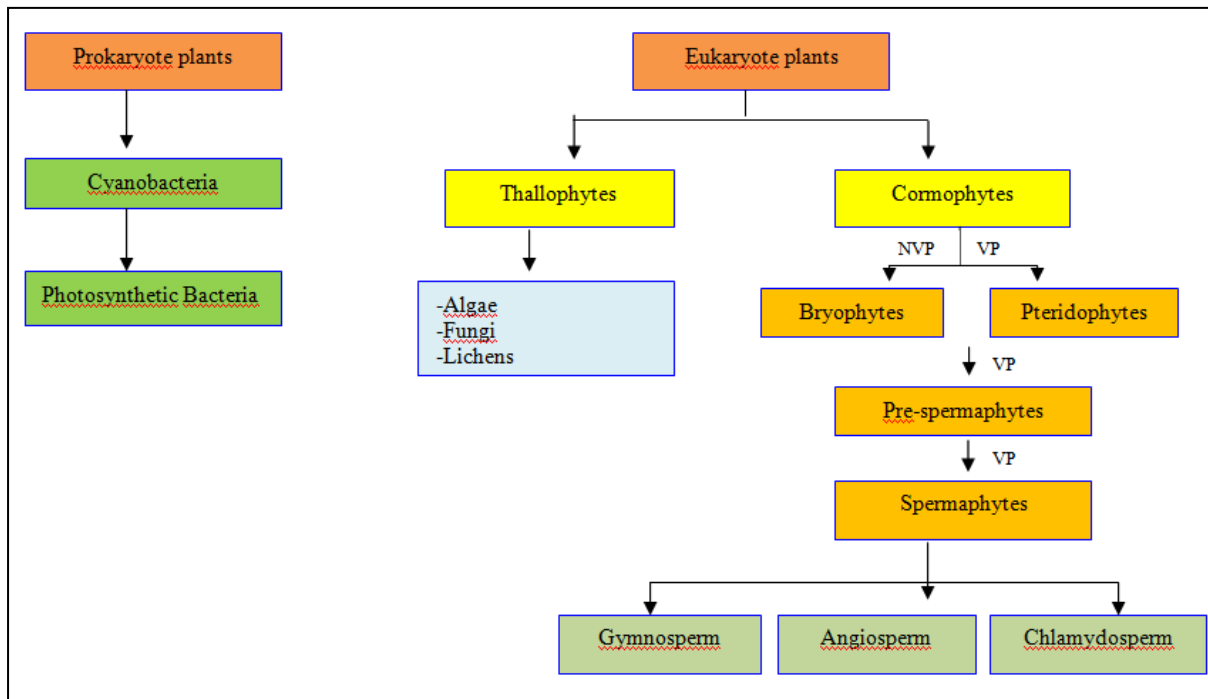 Prokaryote plants
Eukaryote plants
Cyanobacteria
Photosynthetic Bacteria
Thallophytes
Cormophytes
-Algae
-Fungi
-Lichens
NVP
VP
Bryophytes
Pteridophytes
VP
Pre-spermaphytes
VP
Spermaphytes
Gymnosperm
Angiosperm
Chlamydosperm